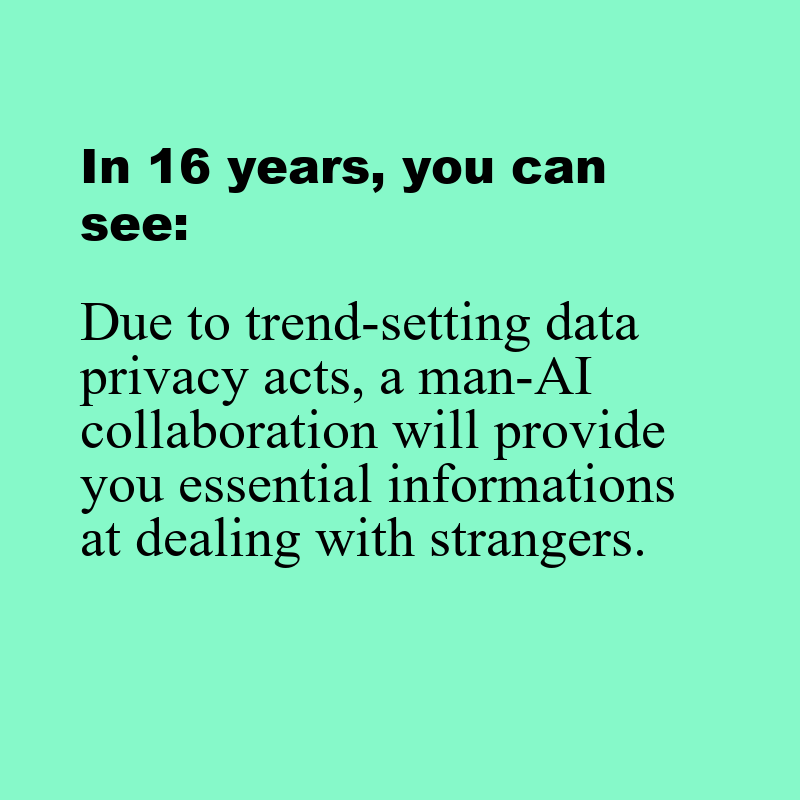 In 16 years, you can
see:
Due to trend-setting data
privacy acts, a man-AI
collaboration will provide
you essential informations
at dealing with strangers.